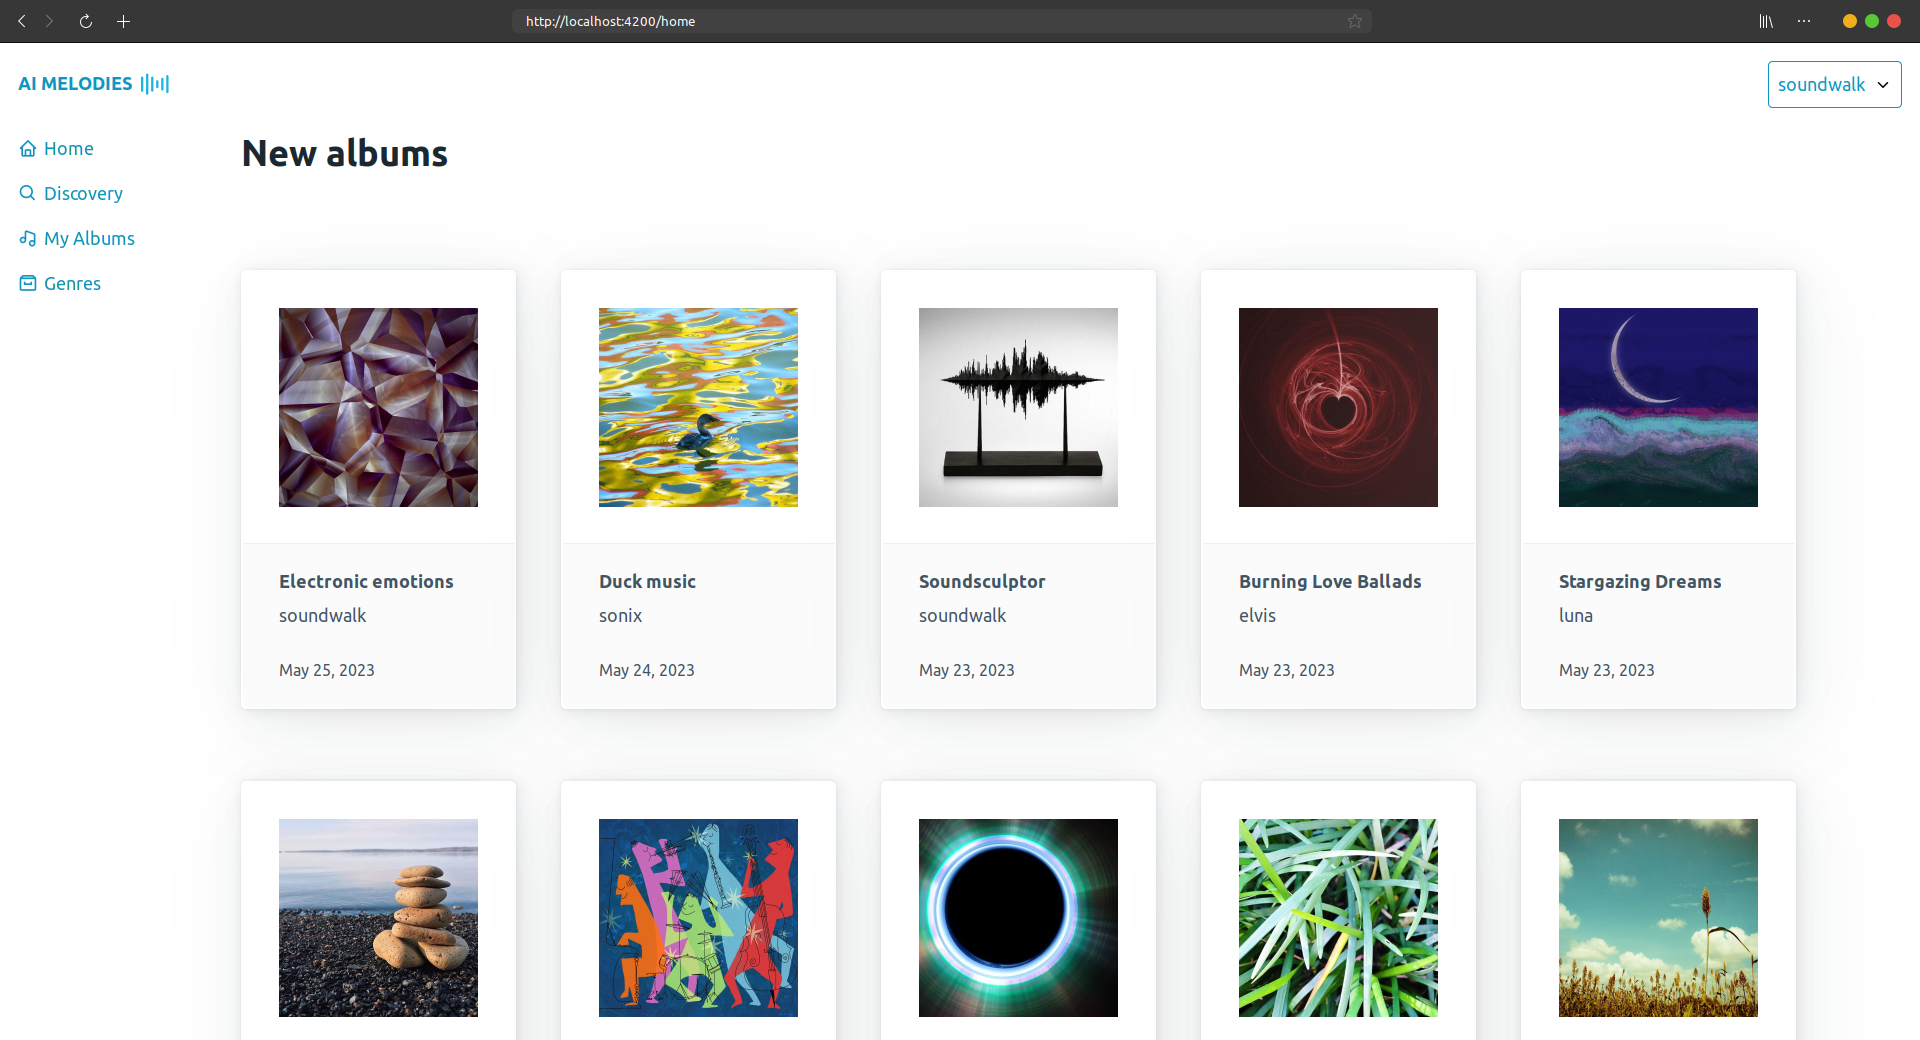 http://localhost:4200/home
AI MELODIES
soundwalk
Home
Discovery
My Albums
Genres
New albums
Electronic emotions
soundwalk
May 25, 2023
Duck music
sonix
May 24, 2023
Soundsculptor
soundwalk
May 23, 2023
Burning Love Ballads
elvis
May 23, 2023
Stargazing Dreams
luna
May 23, 2023